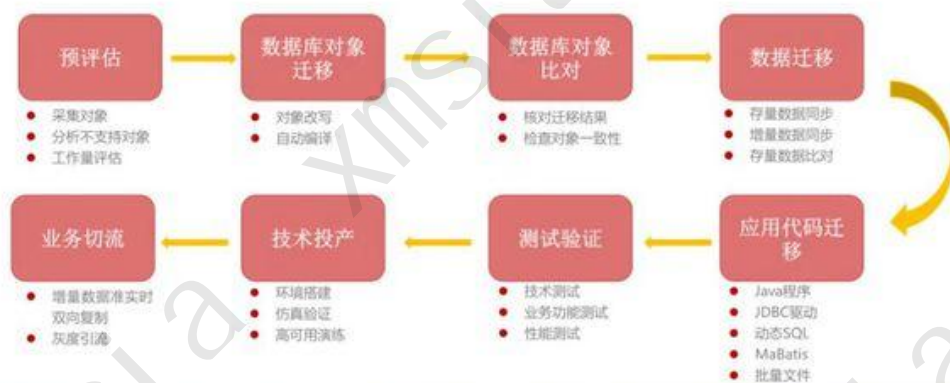 预评估
采集对象
分析不支持对象
工作量评估
数据库对象
迁移
对象改写
自动编译
数据库对象
比对
核对迁移结果
检查对象一致性
数据迁移
存量数据同步
增量数据同步
存量数据比对
应用代码迁
移
Java程序
JDBC驱动
动态SQL
MaBatis
批量文件
测试验证
技术测试
业务功能测试
性能测试
技术投产
环境搭建
仿真验证
高可用演练
业务切流
增量数据准实时
双向复制
灰度引流